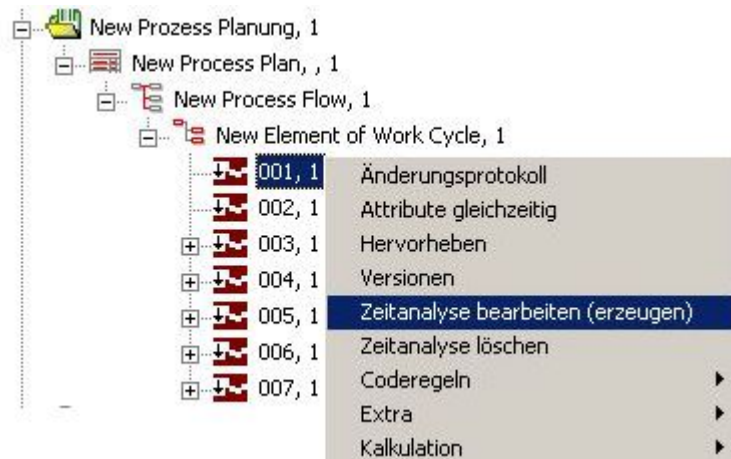 New Prozess Planung, 1
New Process Plan, , 1
New Process Flow, 1
New Element of Work Cycle, 1
001, 1
002, 1
003, 1
004, 1
005, 1
006, 1
007, 1
Änderungsprotokoll
Attribute gleichzeitig
Hervorheben
Versionen
Zeitanalyse bearbeiten (erzeugen)
Zeitanalyse löschen
Coderegeln
Extra
Kalkulation